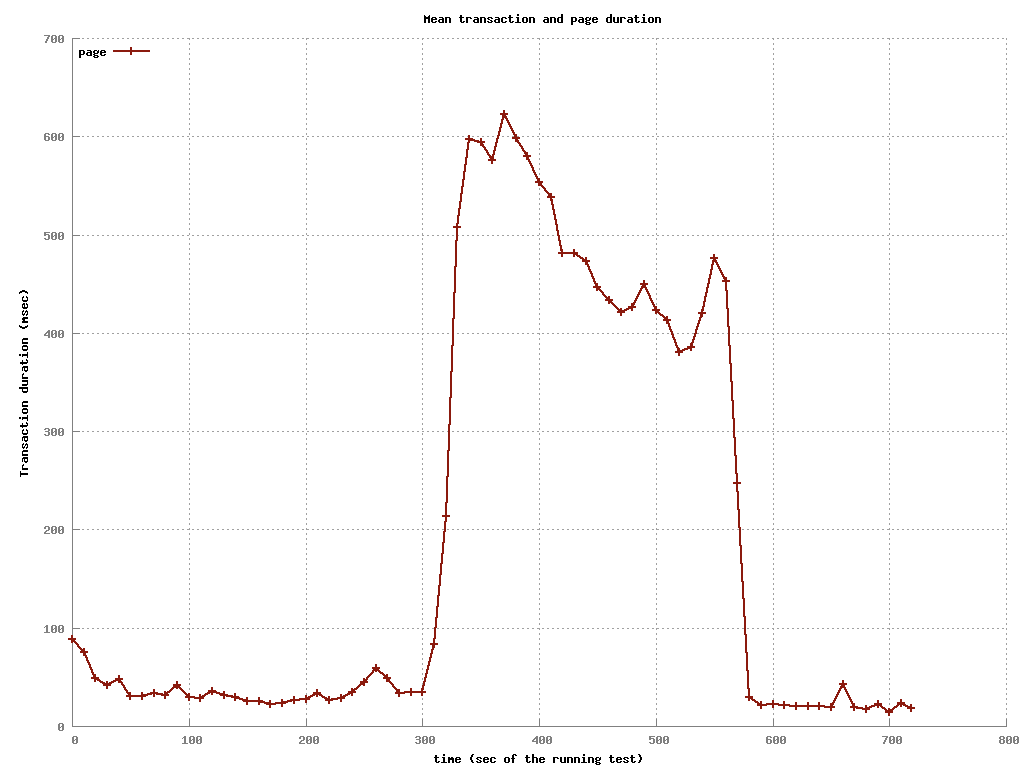 Mean transaction and page duration
700
page
600
500
400
300
200
100
0
Transaction duration (msec)
0 100 200 300 400 500 600 700 800
time (sec of the running test)